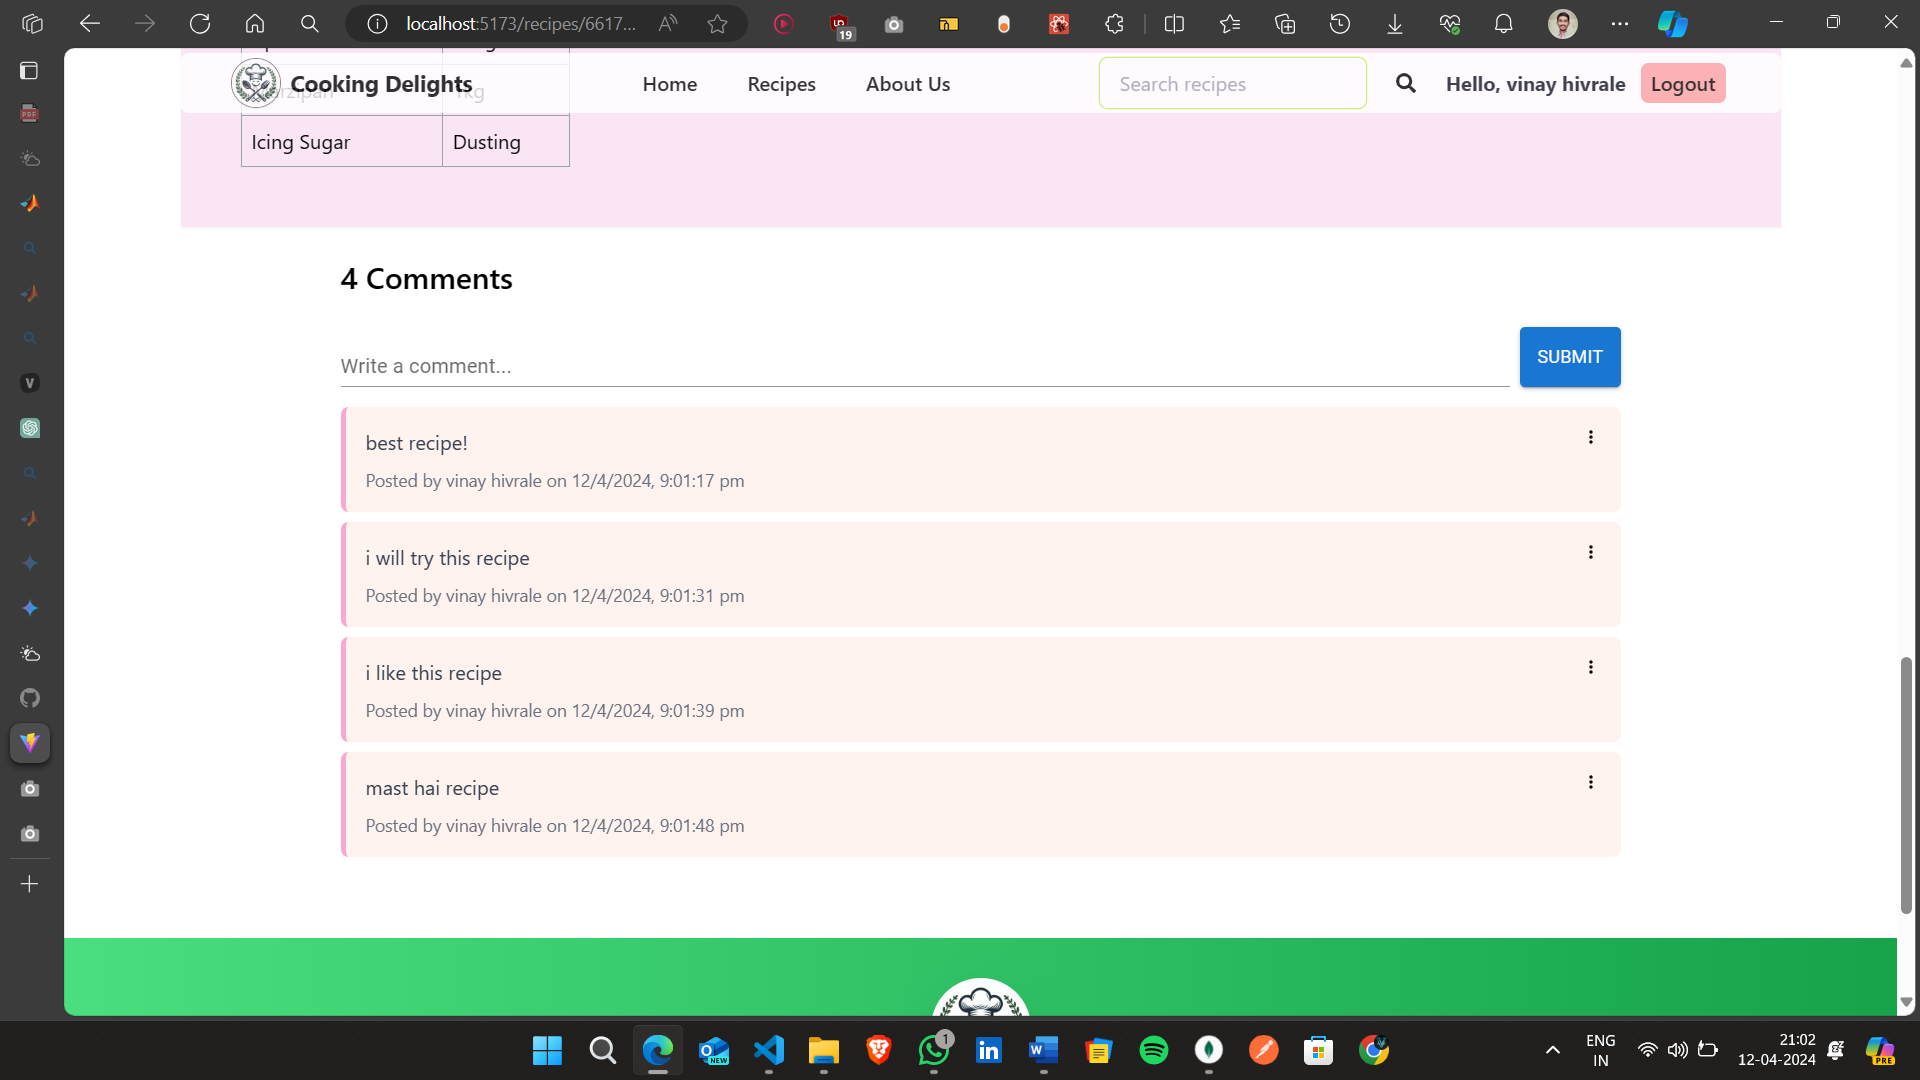 localhost:5173/recipes/6617...
19
Cooking Delights
Home
Recipes
About Us
Search recipes
Hello, vinay hivrale
Logout
Icing Sugar
Dusting
4 Comments
Write a comment...
SUBMIT
best recipe!
Posted by vinay hivrale on 12/4/2024, 9:01:17 pm
i will try this recipe
Posted by vinay hivrale on 12/4/2024, 9:01:31 pm
i like this recipe
Posted by vinay hivrale on 12/4/2024, 9:01:39 pm
mast hai recipe
Posted by vinay hivrale on 12/4/2024, 9:01:48 pm
PDF
V
NEW
1
ENG
IN
21:02
12-04-2024
PRE